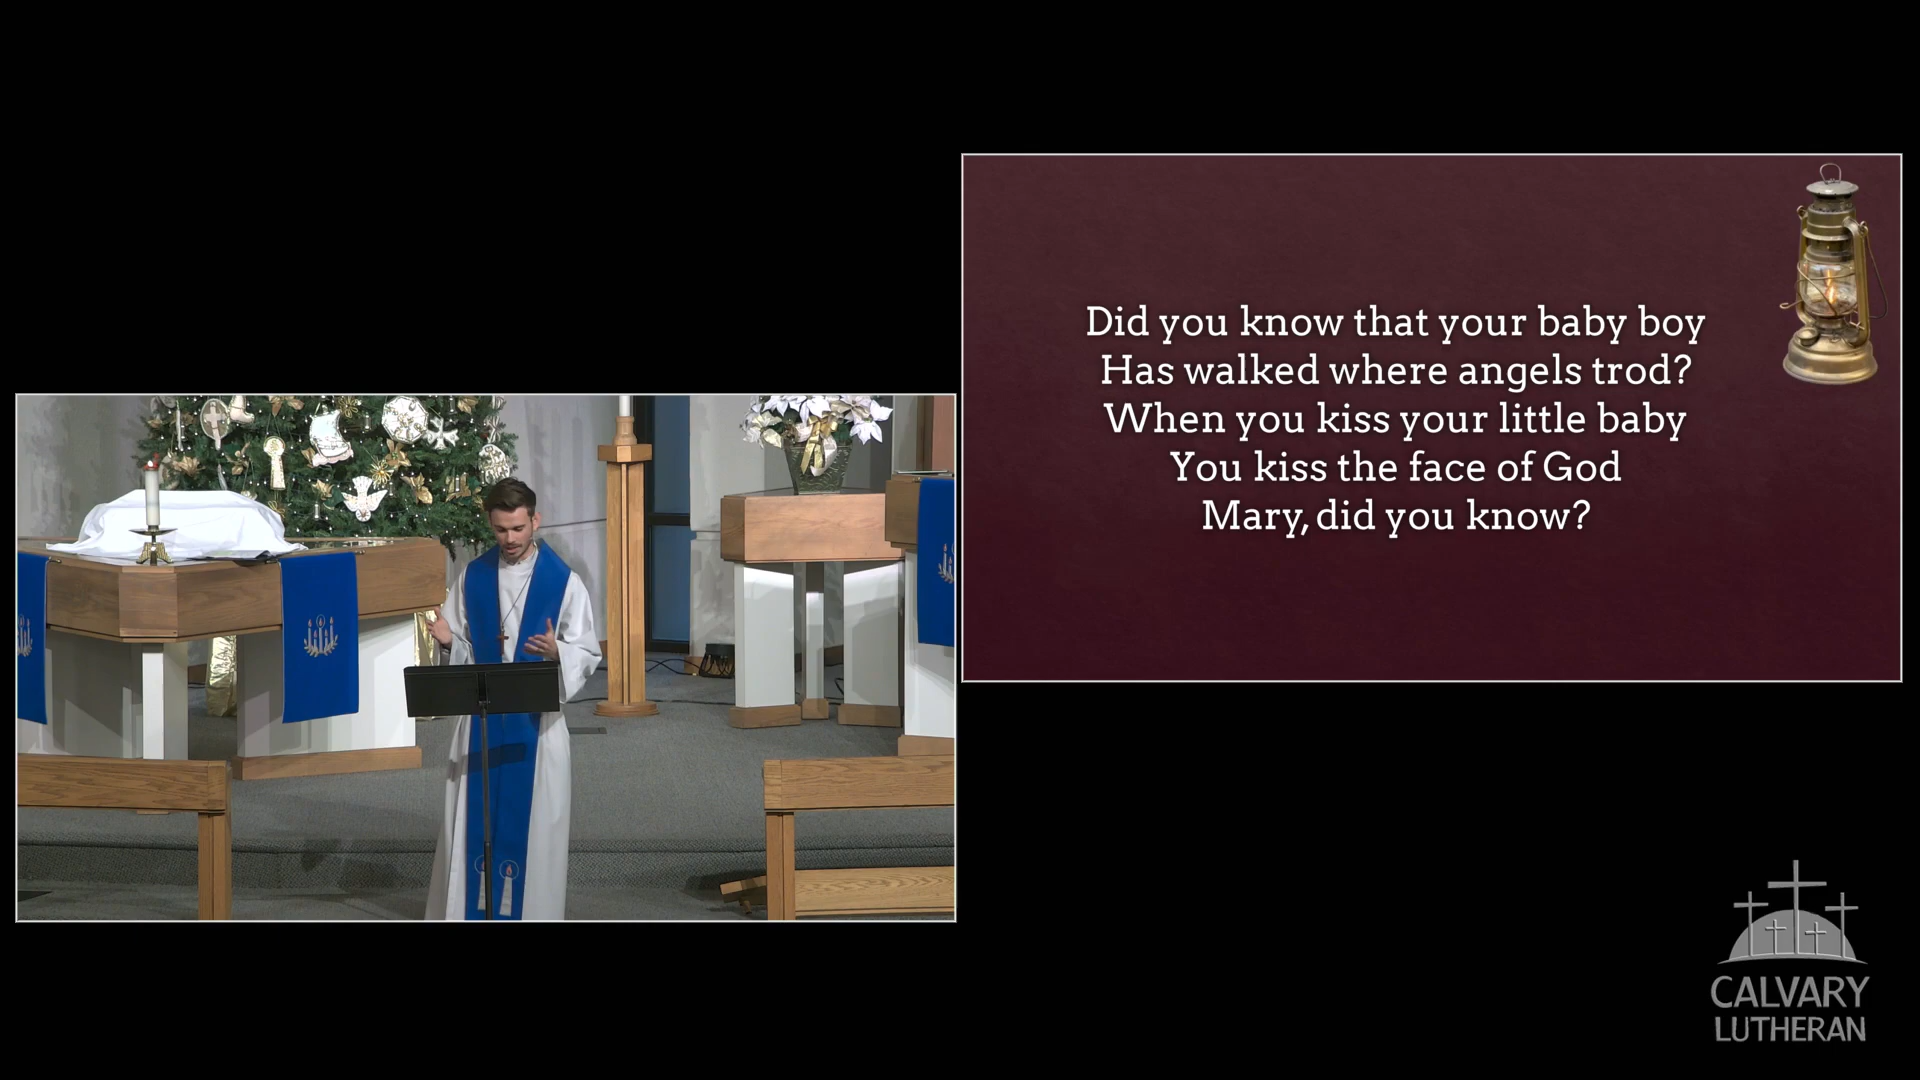 Did you know that your baby boy
Has walked where angels trod?
When you kiss your little baby
You kiss the face of God
Mary, did you know?
CALVARY
LUTHERAN